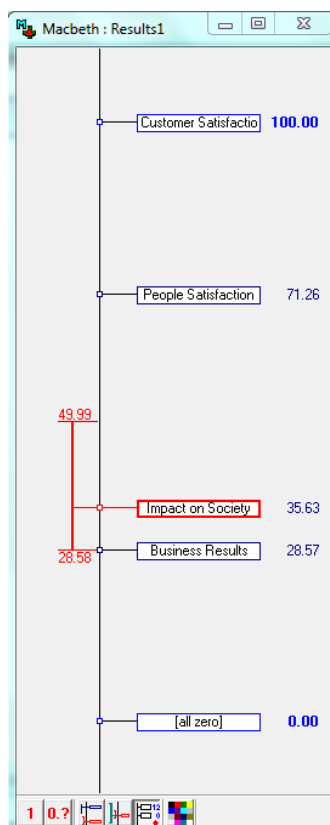 Macbeth : Results1
Customer Satisfactio 100.00
People Satisfaction 71.26
49.99
Impact on Society 35.63
Business Results 28.57
28.58
[all zero] 0.00
1 0.?